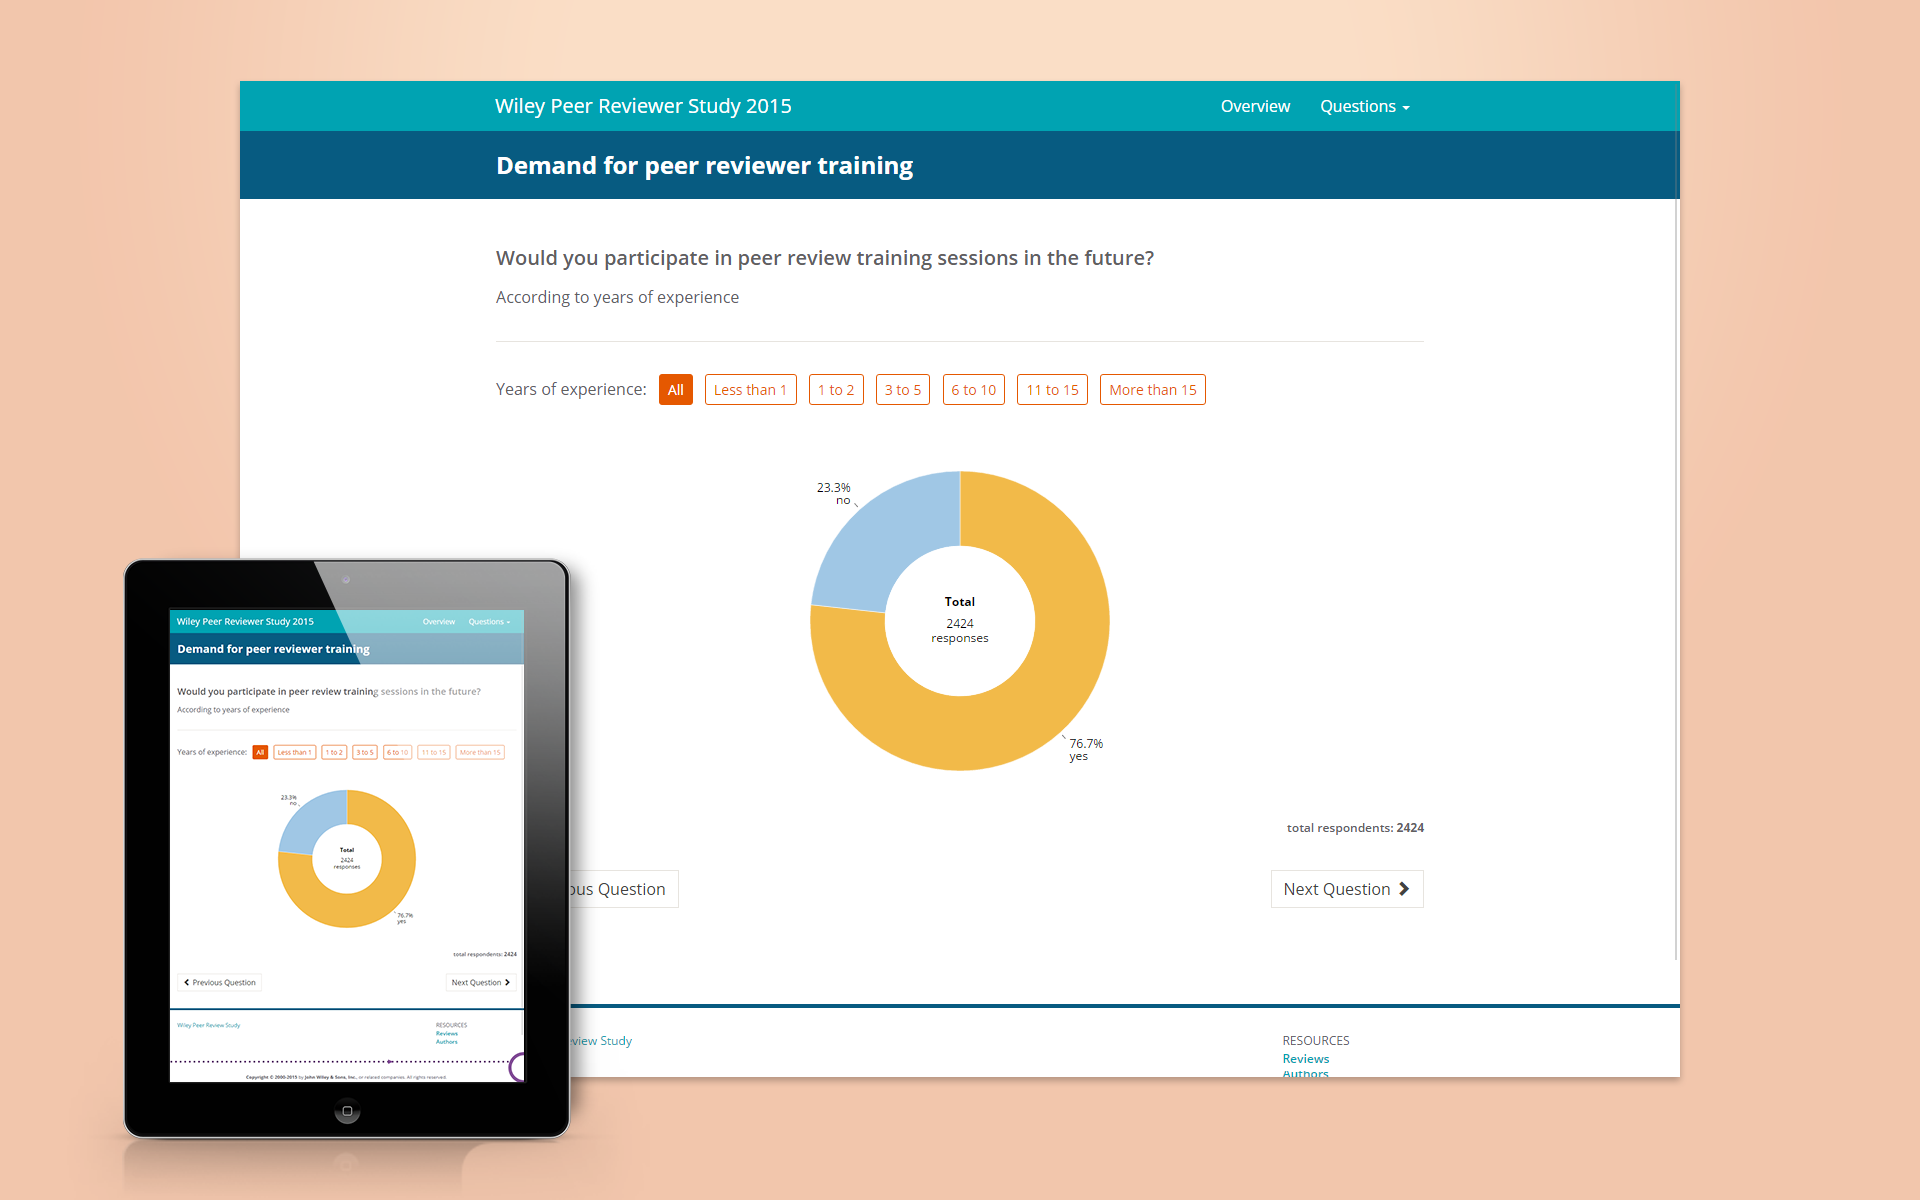 Wiley Peer Reviewer Study 2015
Overview
Questions
Demand for peer reviewer training
Would you participate in peer review training sessions in the future?
According to years of experience
Years of experience: All Less than 1 1 to 2 3 to 5 6 to 10 11 to 15 More than 15
23.3%
no
Total
2424
responses
76.7%
yes
total respondents: 2424
ous Question
Next Question
view Study
RESOURCES
Reviews
Authors
Wiley Peer Reviewer Study 2015
Overview
Questions
Demand for peer reviewer training
Would you participate in peer review training sessions in the future?
According to years of experience
Years of experience: All Less than 1 1 to 2 3 to 5 6 to 10 11 to 15 More than 15
23.3%
no
Total
2424
responses
76.7%
yes
total respondents: 2424
Previous Question
Next Question
Wiley Peer Review Study
RESOURCES
Reviews
Authors
Copyright © 2000-2015 by John Wiley & Sons, Inc., or related companies. All rights reserved.